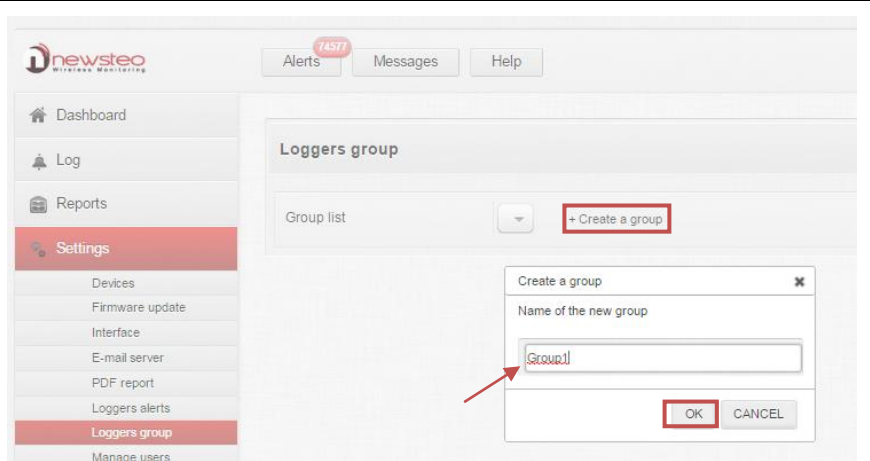 newsteo
Wireless Monitoring
Alerts
74577
Messages
Help
Dashboard
Log
Reports
Settings
Devices
Firmware update
Interface
E-mail server
PDF report
Loggers alerts
Loggers group
Manage users
Loggers group
Group list
+ Create a group
Create a group
Name of the new group
Group1
OK
CANCEL